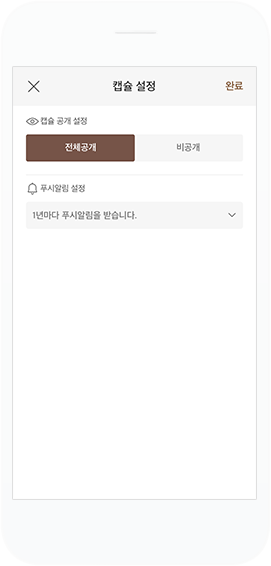 캡슐 설정 완료
캡슐 공개 설정
전체공개 비공개
푸시알림 설정
1년마다 푸시알림을 받습니다.